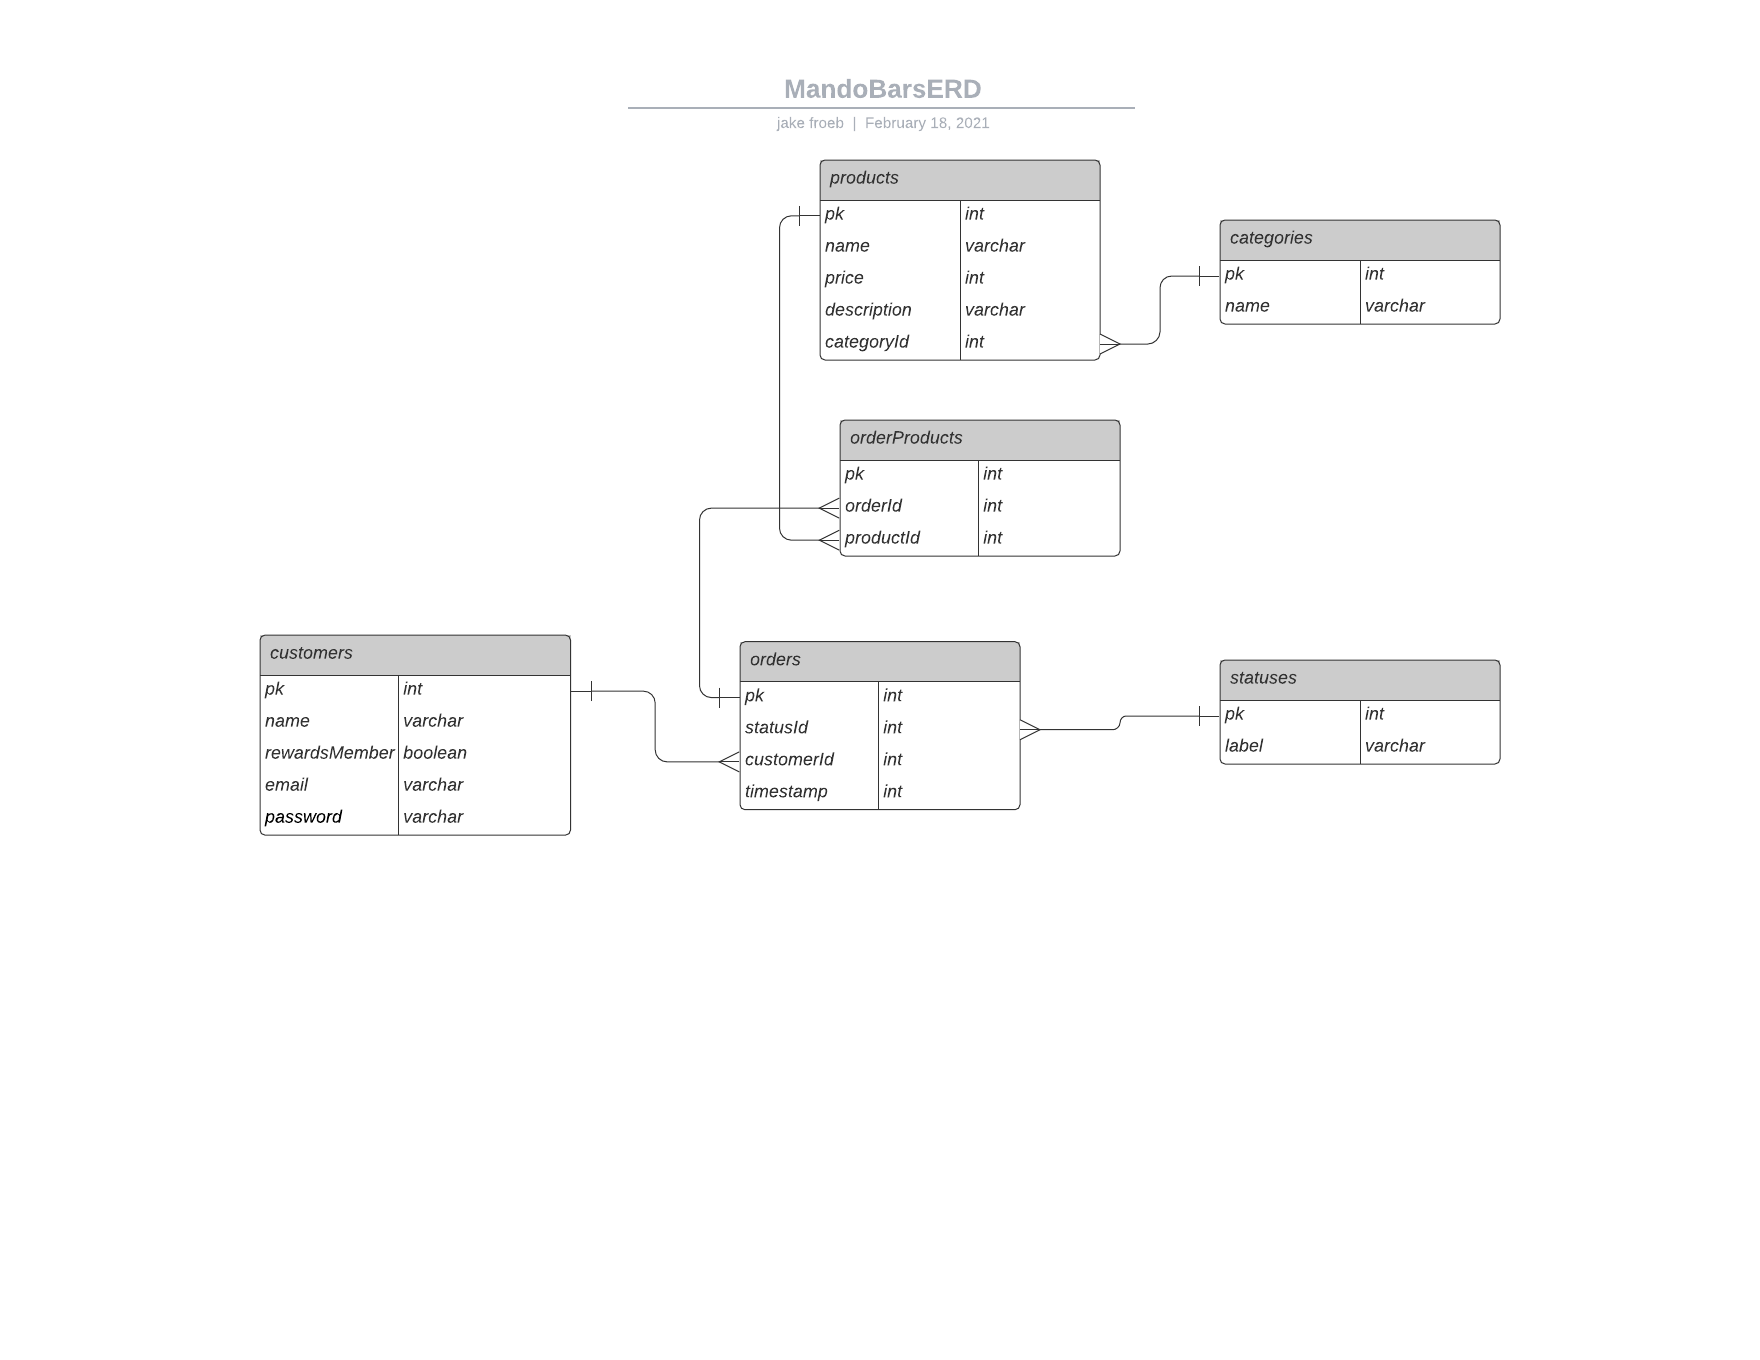 MandoBarsERD
jake froeb | February 18, 2021
products
pk int
name varchar
price int
description varchar
categoryId int
categories
pk int
name varchar
orderProducts
pk int
orderId int
productId int
customers
pk int
name varchar
rewardsMember boolean
email varchar
password varchar
orders
pk int
statusId int
customerId int
timestamp int
statuses
pk int
label varchar